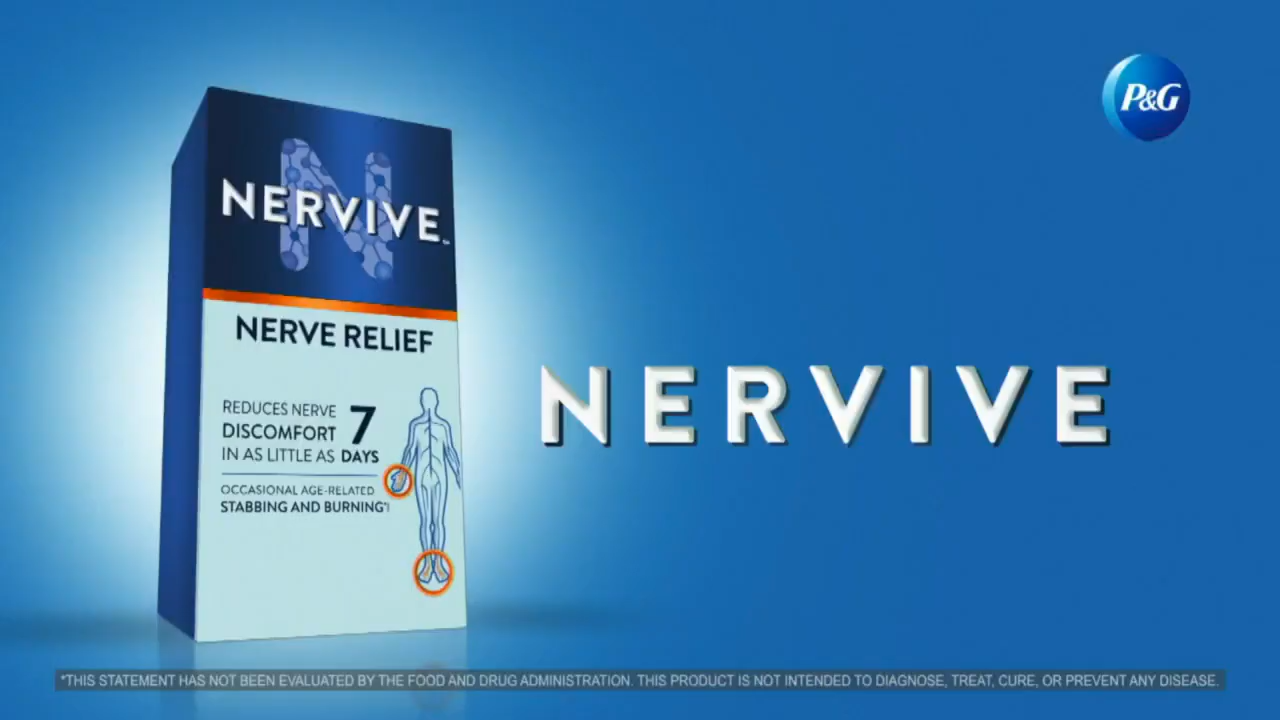 P&G
NERVIVE
NERVE RELIEF
REDUCES NERVE
DISCOMFORT
IN AS LITTLE AS
7
DAYS
OCCASIONAL AGE-RELATED
STABBING AND BURNING*
NERVIVE
*THIS STATEMENT HAS NOT BEEN EVALUATED BY THE FOOD AND DRUG ADMINISTRATION. THIS PRODUCT IS NOT INTENDED TO DIAGNOSE, TREAT, CURE, OR PREVENT ANY DISEASE.